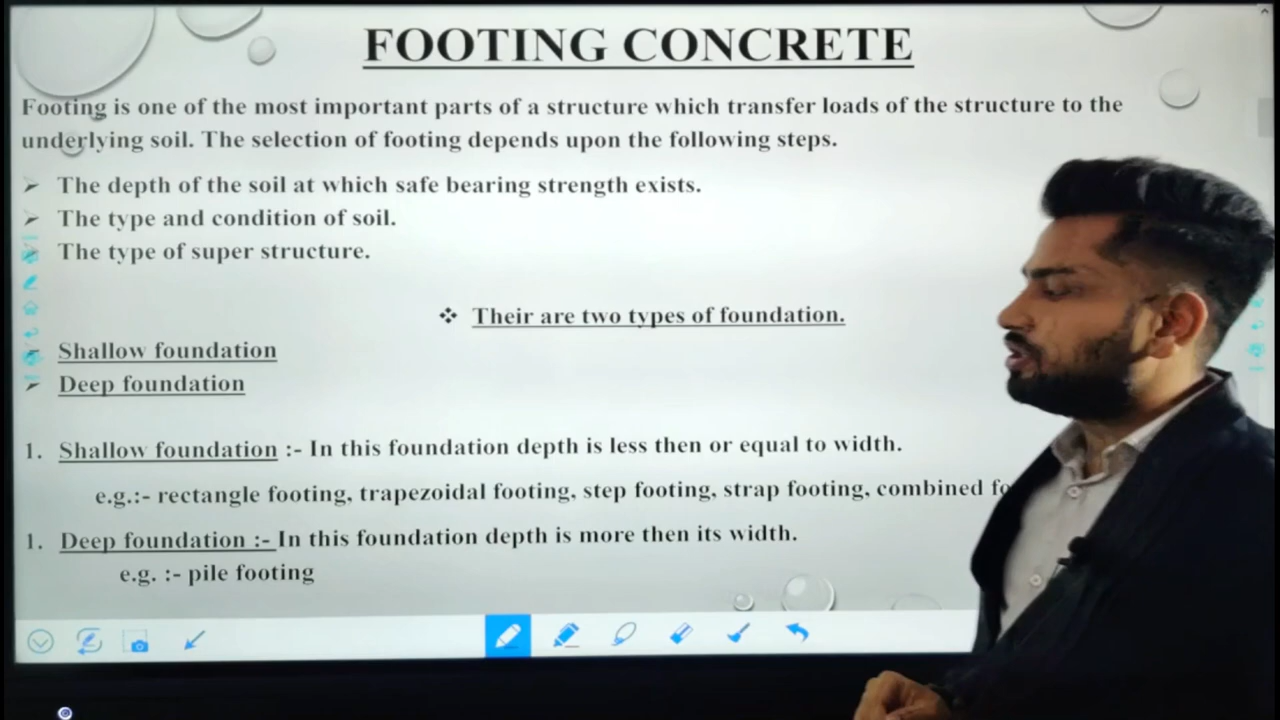 FOOTING CONCRETE
Footing is one of the most important parts of a structure which transfer loads of the structure to the
underlying soil. The selection of footing depends upon the following steps.
➢ The depth of the soil at which safe bearing strength exists.
➢ The type and condition of soil.
➢ The type of super structure.
❖ Their are two types of foundation.
➢ Shallow foundation
➢ Deep foundation
1. Shallow foundation :- In this foundation depth is less then or equal to width.
e.g.:- rectangle footing, trapezoidal footing, step footing, strap footing, combined
1. Deep foundation :- In this foundation depth is more then its width.
e.g. :- pile footing